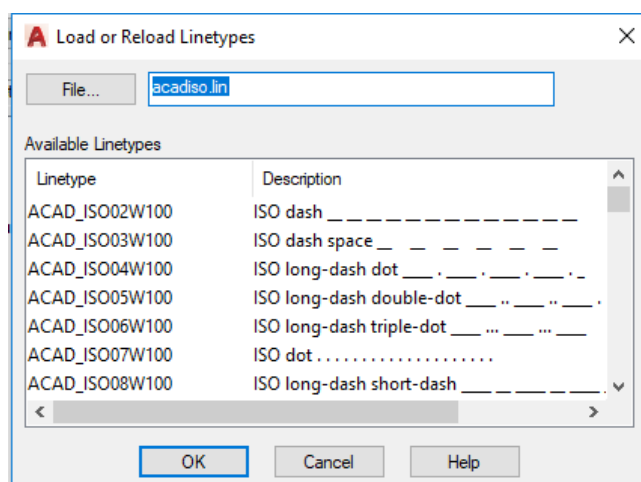 Load or Reload Linetypes
File... acadiso.lin
Available Linetypes
Linetype Description
ACAD_ISO02W100 ISO dash __ __ __ __ __ __ __ __ __ __ __ __ __
ACAD_ISO03W100 ISO dash space __    __    __    __    __    __
ACAD_ISO04W100 ISO long-dash dot ____ . ____ . ____ . ____ . _
ACAD_ISO05W100 ISO long-dash double-dot ____ .. ____ .. ____ .
ACAD_ISO06W100 ISO long-dash triple-dot ____ ... ____ ... ____
ACAD_ISO07W100 ISO dot . . . . . . . . . . . . . . . . . . . .
ACAD_ISO08W100 ISO long-dash short-dash ____ __ ____ __ ____ .
OK Cancel Help